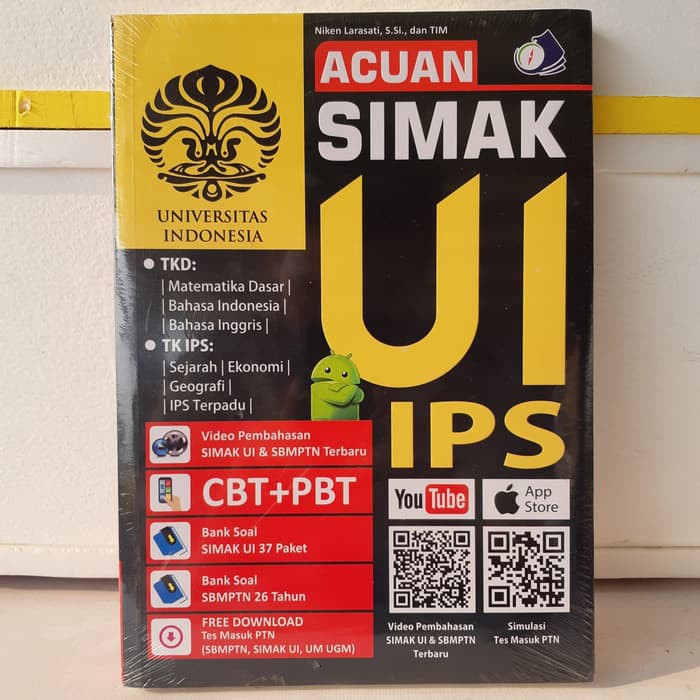 Niken Larasati, S.Si., dan TIM
ACUAN
SIMAK
UI
IPS
UNIVERSITAS
INDONESIA
• TKD:
| Matematika Dasar |
| Bahasa Indonesia |
| Bahasa Inggris |
• TK IPS:
| Sejarah | Ekonomi |
| Geografi |
| IPS Terpadu |
Video Pembahasan
SIMAK UI & SBMPTN Terbaru
CBT+PBT
Bank Soal
SIMAK UI 37 Paket
Bank Soal
SBMPTN 26 Tahun
FREE DOWNLOAD
Tes Masuk PTN
(SBMPTN, SIMAK UI, UM UGM)
YouTube
App
Store
Video Pembahasan
SIMAK UI & SBMPTN
Terbaru
Simulasi
Tes Masuk PTN